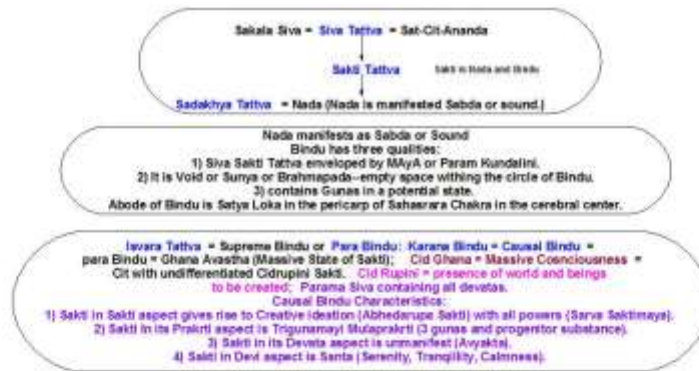 Sakala Siva = Siva Tattva = Sat-Cit-Ananda
Sakti Tattva Sakti is Nada and Bindu
Sadakhya Tattva = Nada (Nada is manifested Sabda or sound.)
Nada manifests as Sabda or Sound
Bindu has three qualities:
1) Siva Sakti Tattva enveloped by MAyA or Param Kundalini.
2) It is Void or Sunya or Brahmapada--empty space withing the circle of Bindu.
3) contains Gunas in a potential state.
Abode of Bindu is Satya Loka in the pericarp of Sahasrara Chakra in the cerebral center.
Isvara Tattva = Supreme Bindu or Para Bindu: Karana Bindu = Causal Bindu =
para Bindu = Ghana Avastha (Massive State of Sakti); Cid Ghana = Massive Cosnciousness =
Cit with undifferentiated Cidrupini Sakti. Cid Rupini = presence of world and beings
to be created; Parama Siva containing all devatas.
Causal Bindu Characteristics:
1) Sakti in Sakti aspect gives rise to Creative Ideation (Abhedarupa Sakti) with all powers (Sarva Saktimaya).
2) Sakti in its Prakrti aspect is Trigunamayi Mulaprakrti (3 gunas and progenitor substance).
3) Sakti in its Devata aspect is unmanifest (Avyakta).
4) Sakti in Devi aspect is Santa (Serenity, Tranqillity, Calmness).